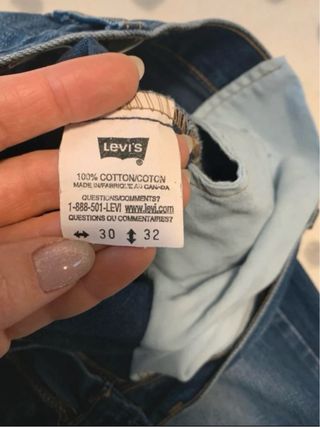 Levi's
100% COTTON/COTON
MADE IN/FABRIQUÉ AU CANADA
QUESTIONS/COMMENTS?
1-888-501-LEVI www.levi.com
QUESTIONS OU COMMENTAIRES?
30 32